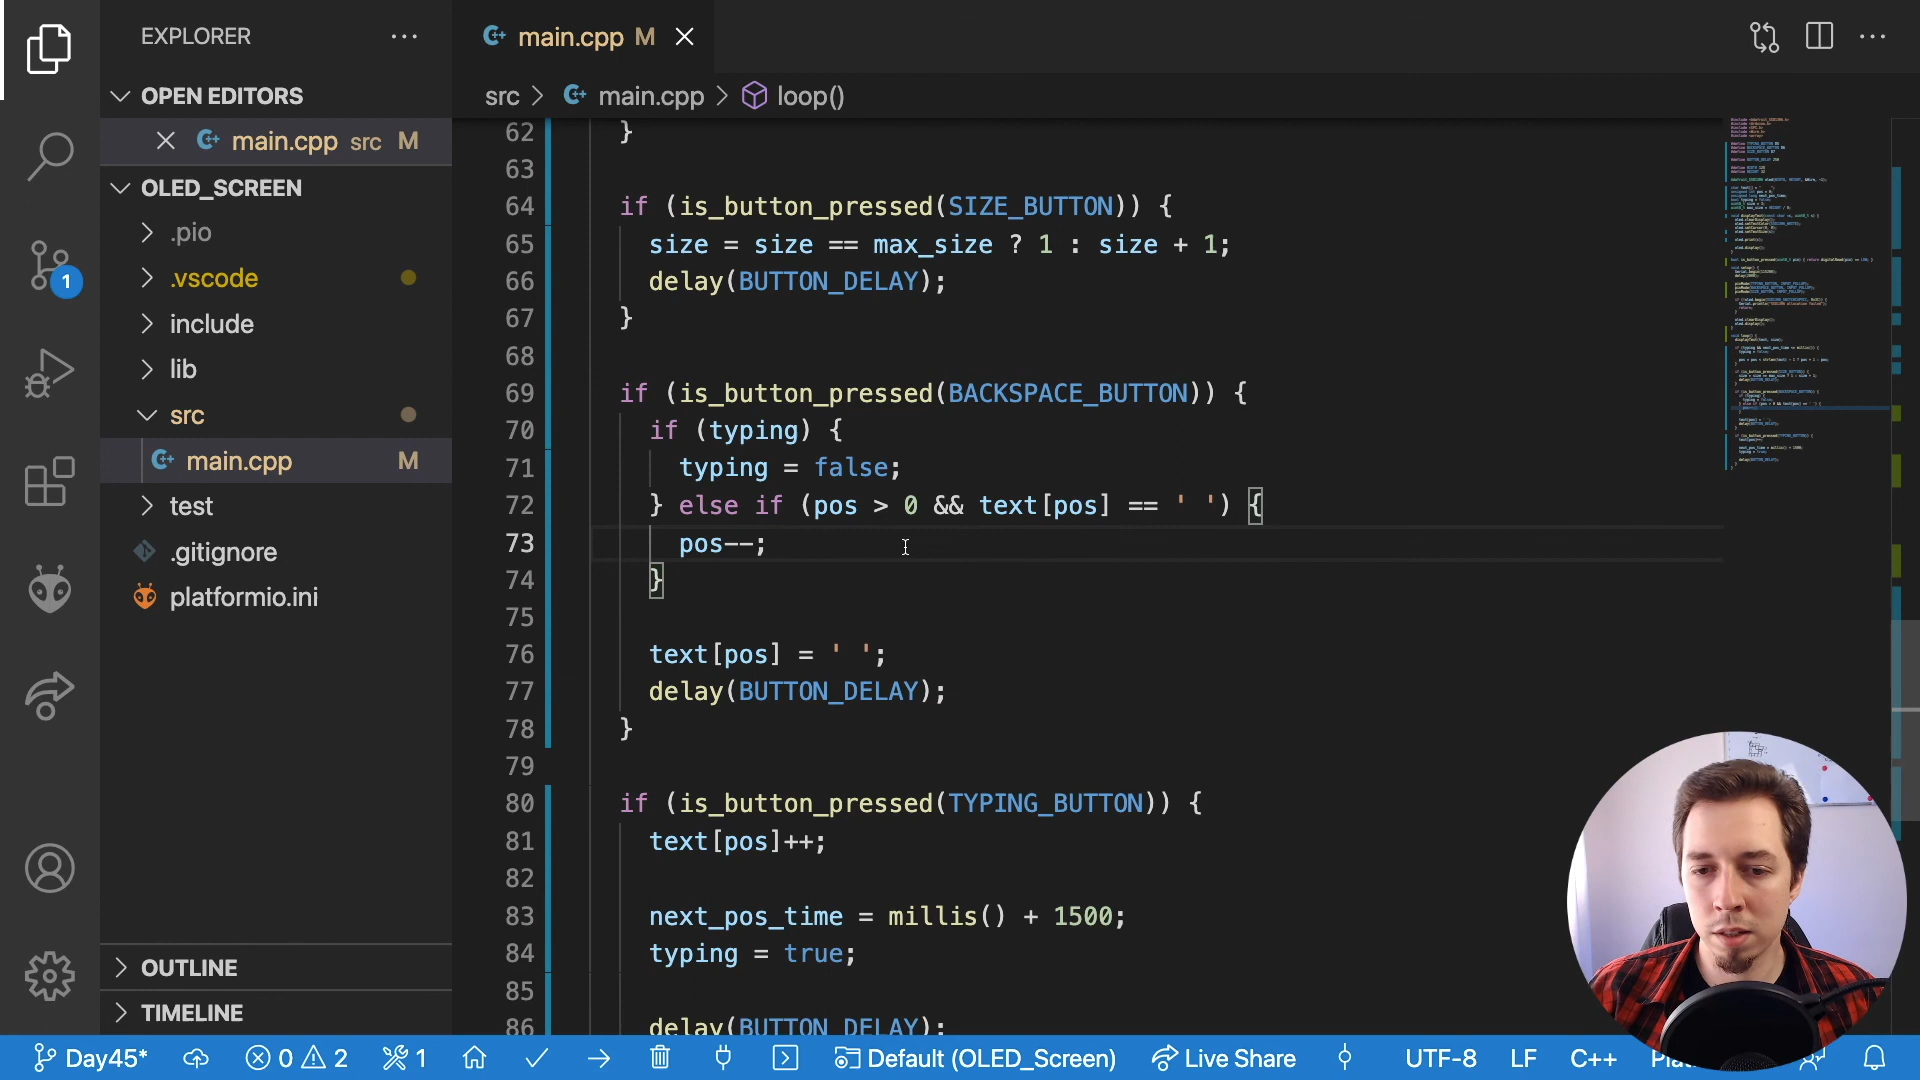 EXPLORER
main.cpp M
OPEN EDITORS
src > main.cpp > loop()
main.cpp src M
OLED_SCREEN
.pio
.vscode
include
lib
src
main.cpp M
test
.gitignore
platformio.ini
OUTLINE
TIMELINE
62 }
63
64 if (is_button_pressed(SIZE_BUTTON)) {
65 size = size == max_size ? 1 : size + 1;
66 delay(BUTTON_DELAY);
67 }
68
69 if (is_button_pressed(BACKSPACE_BUTTON)) {
70 if (typing) {
71 typing = false;
72 } else if (pos > 0 && text[pos] == ' ') {
73 pos--;
74 }
75
76 text[pos] = ' ';
77 delay(BUTTON_DELAY);
78 }
79
80 if (is_button_pressed(TYPING_BUTTON)) {
81 text[pos]++;
82
83 next_pos_time = millis() + 1500;
84 typing = true;
85
86 delay(BUTTON_DELAY);
1
Day45* 0 2 1 Default (OLED_Screen) Live Share UTF-8 LF C++